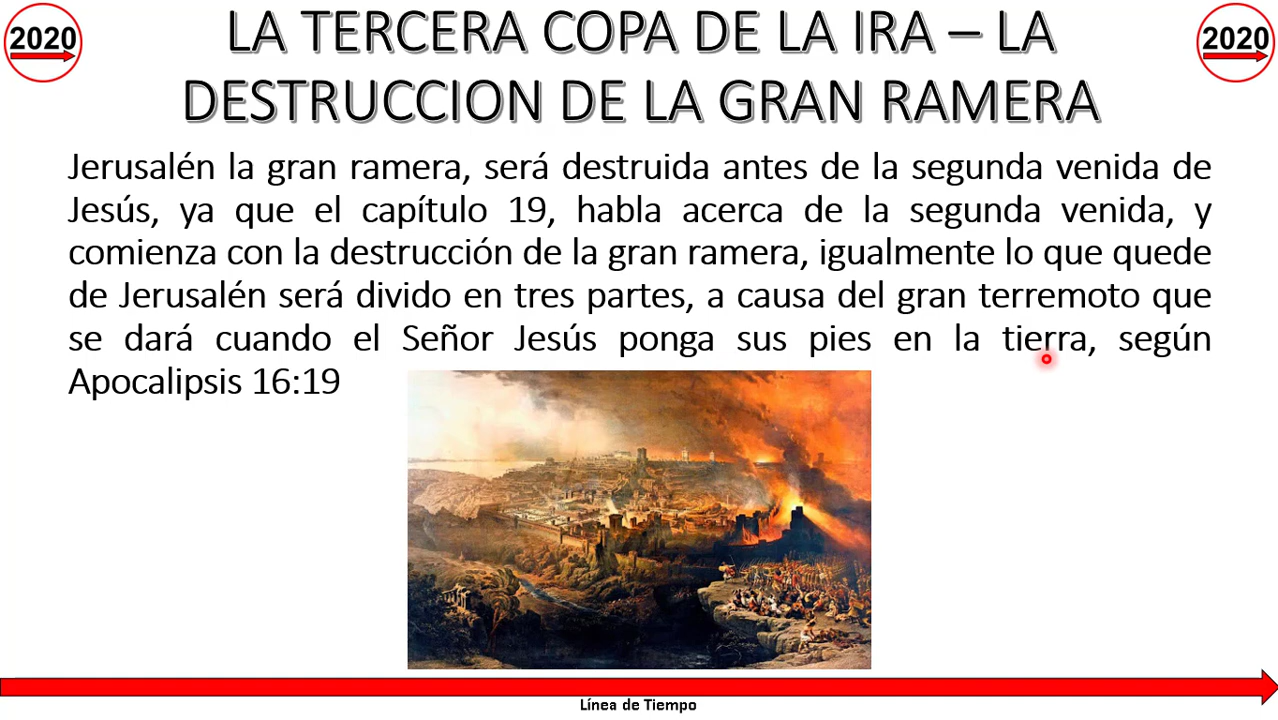 2020
2020
LA TERCERA COPA DE LA IRA – LA
DESTRUCCION DE LA GRAN RAMERA
Jerusalén la gran ramera, será destruida antes de la segunda venida de
Jesús, ya que el capítulo 19, habla acerca de la segunda venida, y
comienza con la destrucción de la gran ramera, igualmente lo que quede
de Jerusalén será divido en tres partes, a causa del gran terremoto que
se dará cuando el Señor Jesús ponga sus pies en la tierra, según
Apocalipsis 16:19
Línea de Tiempo